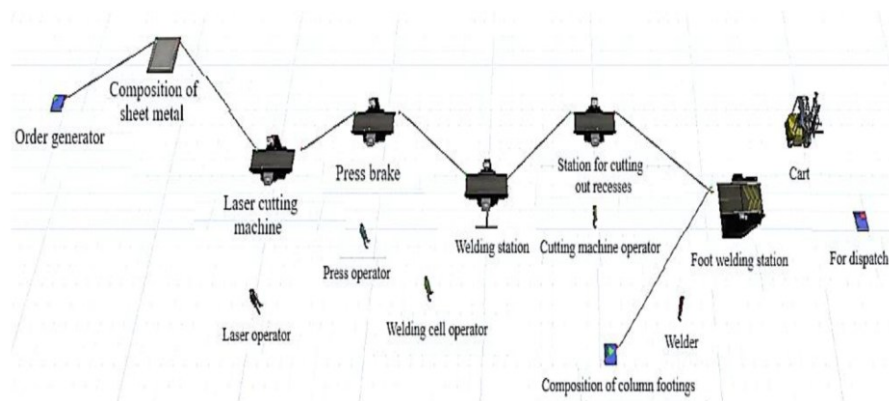 Order generator
Composition of
sheet metal
Laser cutting
machine
Press brake
Welding station
Station for cutting
out recesses
Cart
Foot welding station
For dispatch
Press operator
Cutting machine operator
Laser operator
Welding cell operator
Welder
Composition of column footings